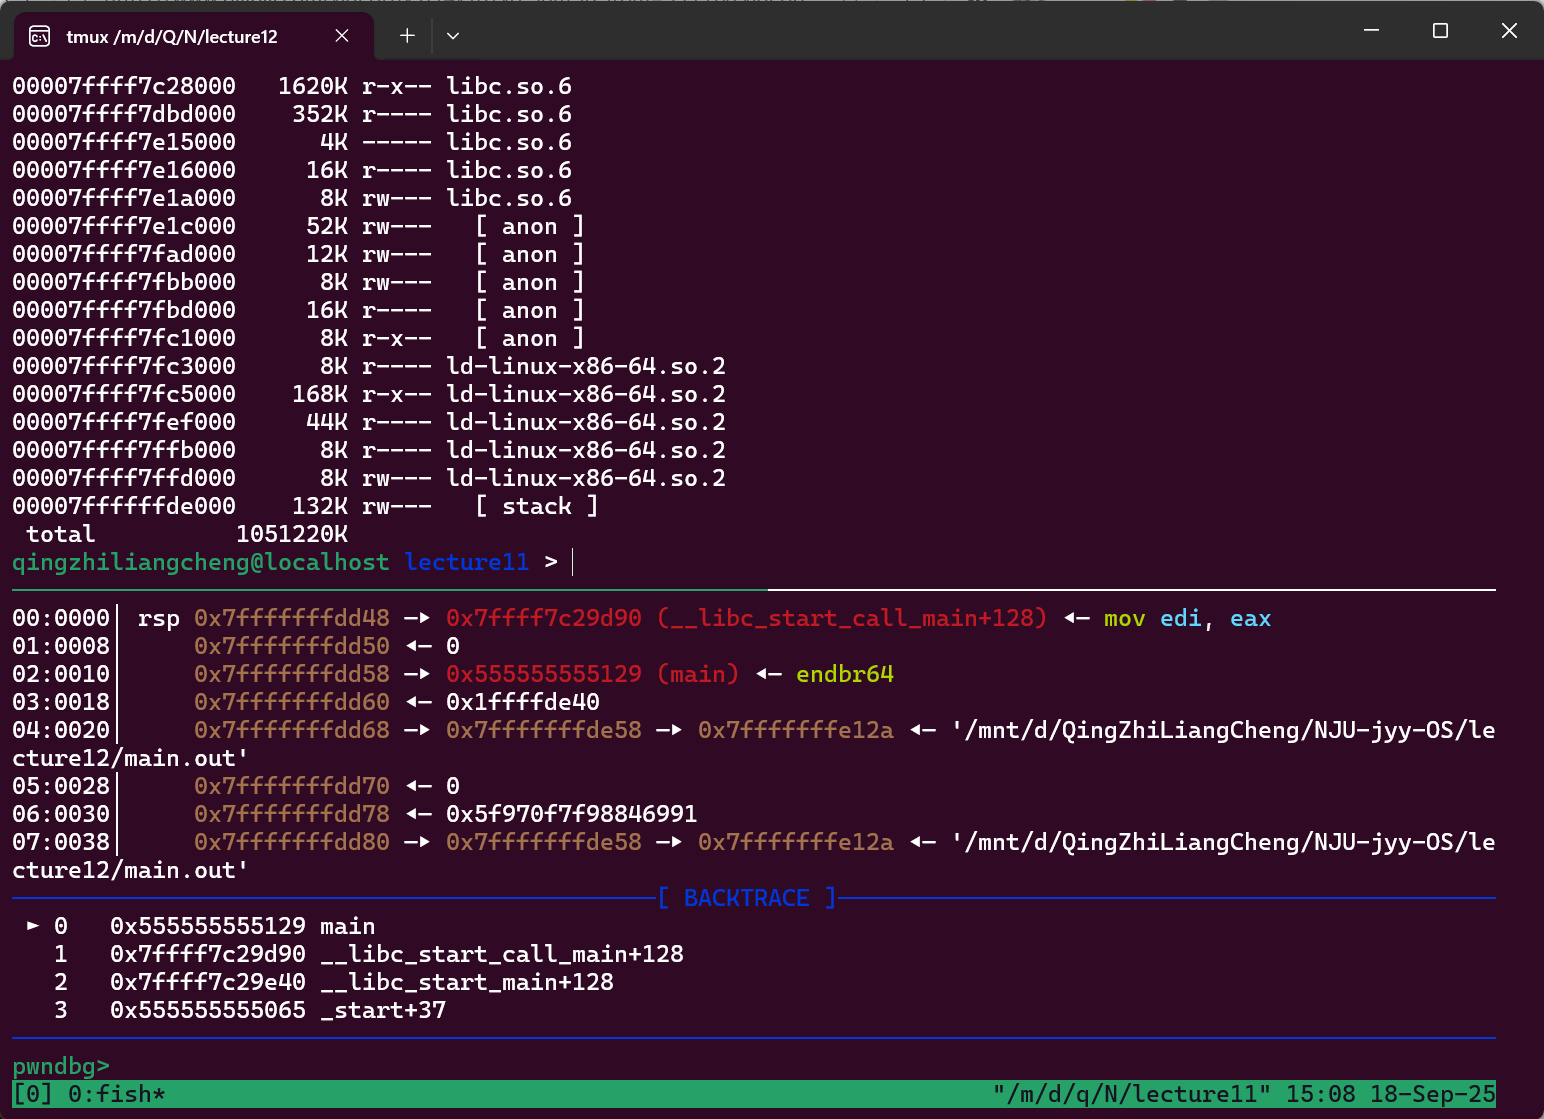 tmux /m/d/Q/N/lecture12
00007ffff7c28000   1620K r-x-- libc.so.6
00007ffff7dbd000    352K r---- libc.so.6
00007ffff7e15000      4K ----- libc.so.6
00007ffff7e16000     16K r---- libc.so.6
00007ffff7e1a000      8K rw--- libc.so.6
00007ffff7e1c000     52K rw---   [ anon ]
00007ffff7fad000     12K rw---   [ anon ]
00007ffff7fbb000      8K rw---   [ anon ]
00007ffff7fbd000     16K r----   [ anon ]
00007ffff7fc1000      8K r-x--   [ anon ]
00007ffff7fc3000      8K r---- ld-linux-x86-64.so.2
00007ffff7fc5000    168K r-x-- ld-linux-x86-64.so.2
00007ffff7fef000     44K r---- ld-linux-x86-64.so.2
00007ffff7ffb000      8K r---- ld-linux-x86-64.so.2
00007ffff7ffd000      8K rw--- ld-linux-x86-64.so.2
00007ffffffde000    132K rw---   [ stack ]
 total          1051220K
qingzhiliangcheng@localhost lecture11 >
00:0000│ rsp 0x7fffffffdd48 —▸ 0x7ffff7c29d90 (__libc_start_call_main+128) ◂— mov edi, eax
01:0008│     0x7fffffffdd50 ◂— 0
02:0010│     0x7fffffffdd58 —▸ 0x555555555129 (main) ◂— endbr64
03:0018│     0x7fffffffdd60 ◂— 0x1ffffde40
04:0020│     0x7fffffffdd68 —▸ 0x7fffffffde58 —▸ 0x7fffffffe12a ◂— '/mnt/d/QingZhiLiangCheng/NJU-jyy-OS/le
cture12/main.out'
05:0028│     0x7fffffffdd70 ◂— 0
06:0030│     0x7fffffffdd78 ◂— 0x5f970f7f98846991
07:0038│     0x7fffffffdd80 —▸ 0x7fffffffde58 —▸ 0x7fffffffe12a ◂— '/mnt/d/QingZhiLiangCheng/NJU-jyy-OS/le
cture12/main.out'
[ BACKTRACE ]
 ► 0   0x555555555129 main
   1   0x7ffff7c29d90 __libc_start_call_main+128
   2   0x7ffff7c29e40 __libc_start_main+128
   3   0x555555555065 _start+37
pwndbg>
[0] 0:fish* "/m/d/q/N/lecture11" 15:08 18-Sep-25